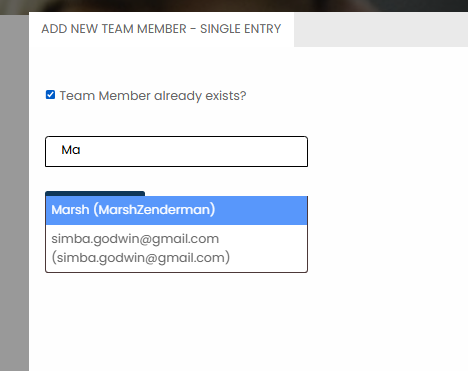 ADD NEW TEAM MEMBER - SINGLE ENTRY
Team Member already exists?
Ma
Marsh (MarshZenderman)
simba.godwin@gmail.com
(simba.godwin@gmail.com)